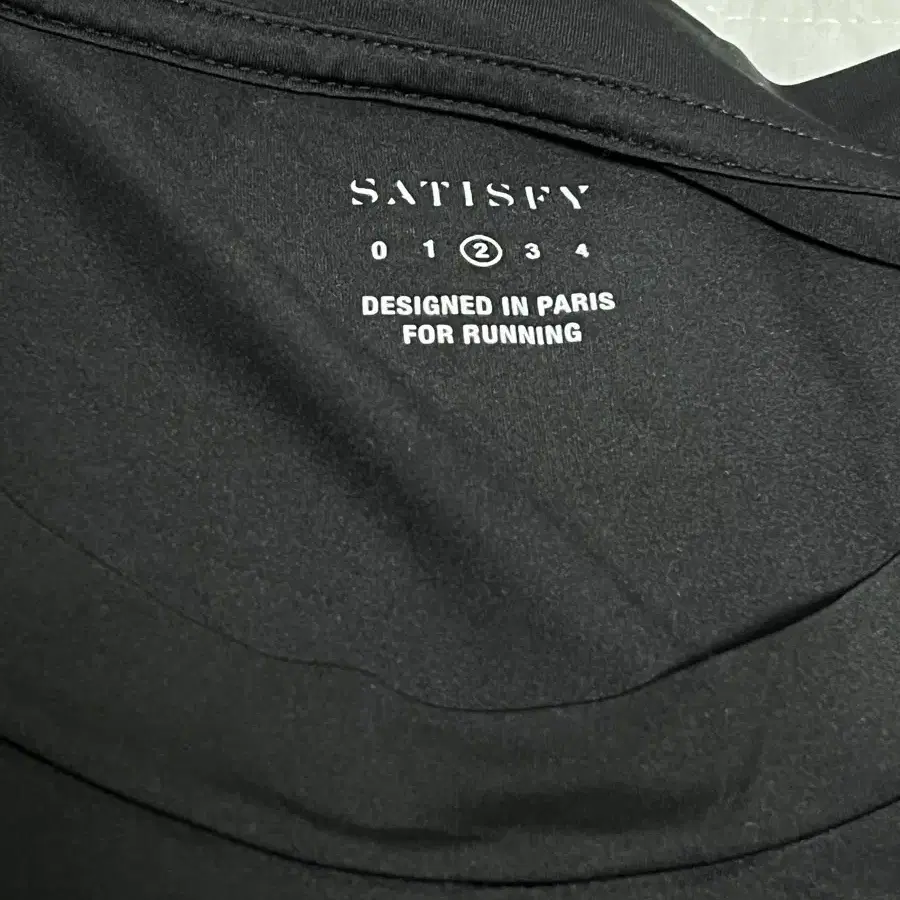 SATISFY
0 1 2 3 4
DESIGNED IN PARIS
FOR RUNNING